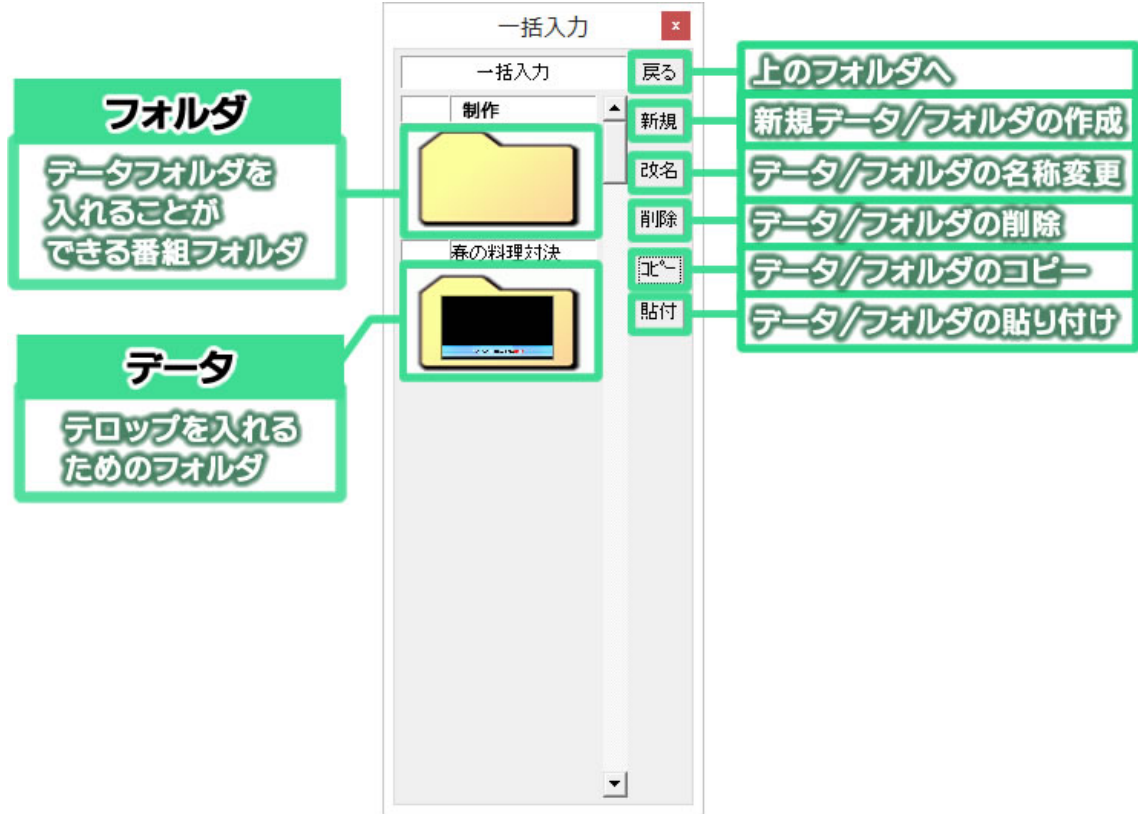 一括入力
x
一括入力
戻る
上のフォルダへ
フォルダ
データフォルダを
入れることが
できる番組フォルダ
制作
新規
新規データ/フォルダの作成
改名
データ/フォルダの名称変更
削除
データ/フォルダの削除
春の料理対決
コピー
データ/フォルダのコピー
貼付
データ/フォルダの貼り付け
データ
テロップを入れる
ためのフォルダ